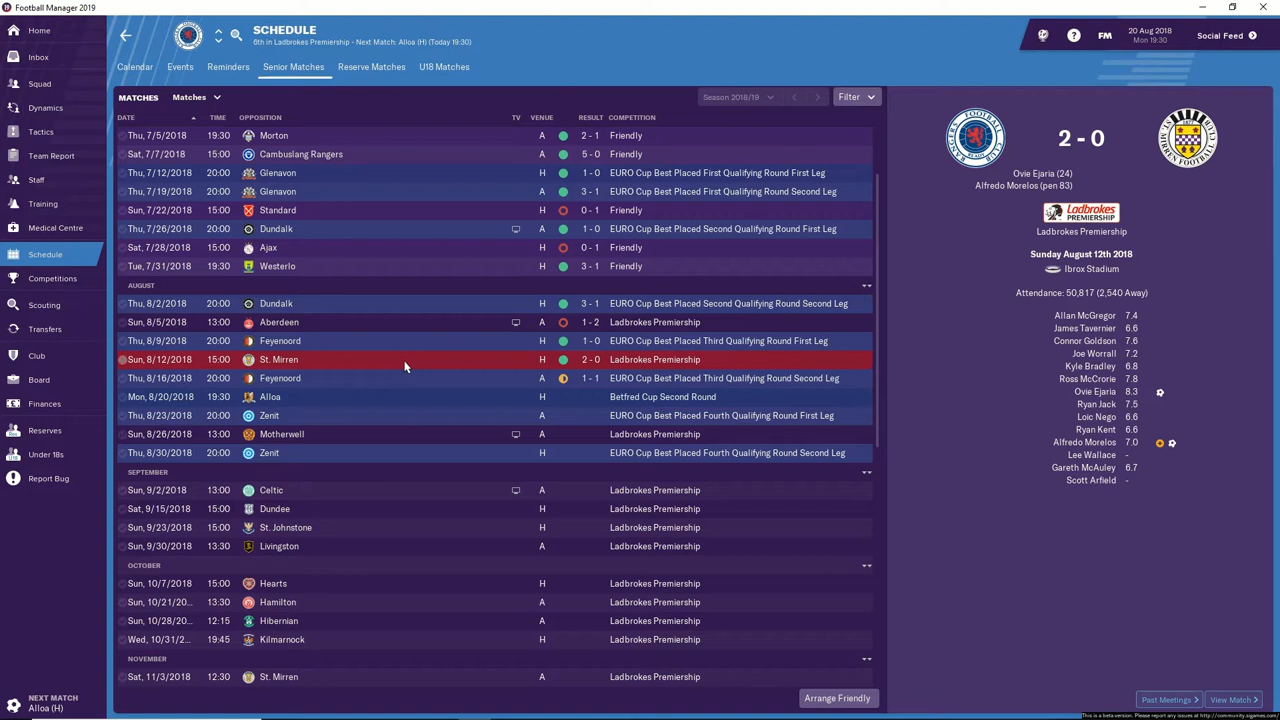 Football Manager 2019
Home
Inbox
Squad
Dynamics
Tactics
Team Report
Staff
Training
Medical Centre
Schedule
Competitions
Scouting
Transfers
Club
Board
Finances
Reserves
Under 18s
Report Bug
NEXT MATCH
Alloa (H)
SCHEDULE
6th in Ladbrokes Premiership - Next Match: Alloa (H) (Today 19:30)
FM
20 Aug 2018
Mon 19:30
Social Feed
Calendar Events Reminders Senior Matches Reserve Matches U18 Matches
MATCHES Matches Season 2018/19 Filter
DATE TIME OPPOSITION TV VENUE RESULT COMPETITION
Thu, 7/5/2018 19:30 Morton A 2 - 1 Friendly
Sat, 7/7/2018 15:00 Cambuslang Rangers A 5 - 0 Friendly
Thu, 7/12/2018 20:00 Glenavon H 1 - 0 EURO Cup Best Placed First Qualifying Round First Leg
Thu, 7/19/2018 20:00 Glenavon A 3 - 1 EURO Cup Best Placed First Qualifying Round Second Leg
Sun, 7/22/2018 15:00 Standard H 0 - 1 Friendly
Thu, 7/26/2018 20:00 Dundalk A 1 - 0 EURO Cup Best Placed Second Qualifying Round First Leg
Sat, 7/28/2018 15:00 Ajax H 0 - 1 Friendly
Tue, 7/31/2018 19:30 Westerlo H 3 - 1 Friendly
AUGUST
Thu, 8/2/2018 20:00 Dundalk H 3 - 1 EURO Cup Best Placed Second Qualifying Round Second Leg
Sun, 8/5/2018 13:00 Aberdeen A 1 - 2 Ladbrokes Premiership
Thu, 8/9/2018 20:00 Feyenoord H 1 - 0 EURO Cup Best Placed Third Qualifying Round First Leg
Sun, 8/12/2018 15:00 St. Mirren H 2 - 0 Ladbrokes Premiership
Thu, 8/16/2018 20:00 Feyenoord A 1 - 1 EURO Cup Best Placed Third Qualifying Round Second Leg
Mon, 8/20/2018 19:30 Alloa H Betfred Cup Second Round
Thu, 8/23/2018 20:00 Zenit A EURO Cup Best Placed Fourth Qualifying Round First Leg
Sun, 8/26/2018 13:00 Motherwell A Ladbrokes Premiership
Thu, 8/30/2018 20:00 Zenit H EURO Cup Best Placed Fourth Qualifying Round Second Leg
SEPTEMBER
Sun, 9/2/2018 13:00 Celtic A Ladbrokes Premiership
Sat, 9/15/2018 15:00 Dundee H Ladbrokes Premiership
Sun, 9/23/2018 15:00 St. Johnstone H Ladbrokes Premiership
Sun, 9/30/2018 13:30 Livingston A Ladbrokes Premiership
OCTOBER
Sun, 10/7/2018 15:00 Hearts H Ladbrokes Premiership
Sun, 10/21/20... 13:30 Hamilton A Ladbrokes Premiership
Sun, 10/28/20... 12:15 Hibernian A Ladbrokes Premiership
Wed, 10/31/2... 19:45 Kilmarnock H Ladbrokes Premiership
NOVEMBER
Sat, 11/3/2018 12:30 St. Mirren A Ladbrokes Premiership
Arrange Friendly
2 - 0
Ovie Ejaria (24)
Alfredo Morelos (pen 83)
Ladbrokes
PREMIERSHIP
Ladbrokes Premiership
Sunday August 12th 2018
Ibrox Stadium
Attendance: 50,817 (2,540 Away)
Allan McGregor 7.4
James Tavernier 6.6
Connor Goldson 7.6
Joe Worrall 7.2
Kyle Bradley 6.8
Ross McCrorie 7.8
Ovie Ejaria 8.3
Ryan Jack 7.5
Loic Nego 6.6
Ryan Kent 6.6
Alfredo Morelos 7.0
Lee Wallace -
Gareth McAuley 6.7
Scott Arfield -
Past Meetings View Match
This is a beta version. Please report any issues at http://community.sigames.com/